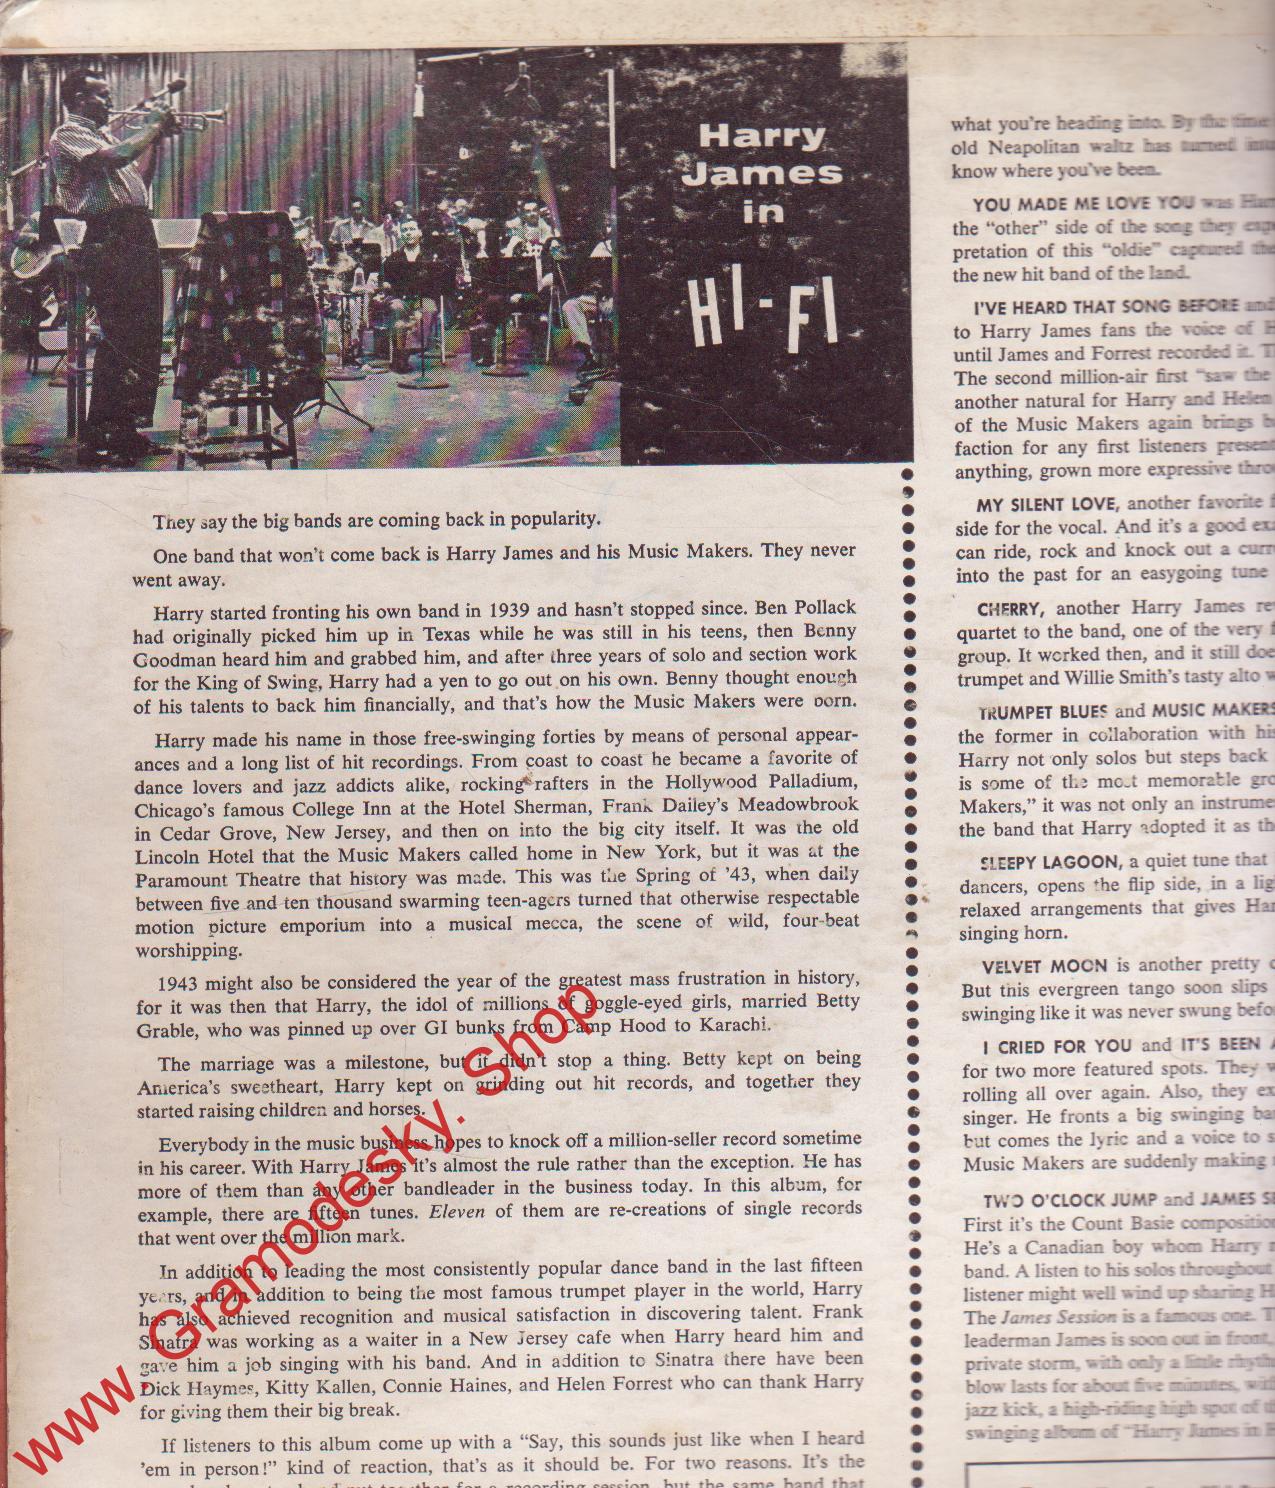 Harry
James
in
HI-FI
They say the big bands are coming back in popularity.
One band that won't come back is Harry James and his Music Makers. They never
went away.
Harry started fronting his own band in 1939 and hasn't stopped since. Ben Pollack
had originally picked him up in Texas while he was still in his teens, then Benny
Goodman heard him and grabbed him, and after three years of solo and section work
for the King of Swing, Harry had a yen to go out on his own. Benny thought enough
of his talents to back him financially, and that's how the Music Makers were born.
Harry made his name in those free-swinging forties by means of personal appear-
ances and a long list of hit recordings. From coast to coast he became a favorite of
dance lovers and jazz addicts alike, rocking rafters in the Hollywood Palladium,
Chicago's famous College Inn at the Hotel Sherman, Frank Dailey's Meadowbrook
in Cedar Grove, New Jersey, and then on into the big city itself. It was the old
Lincoln Hotel that the Music Makers called home in New York, but it was at the
Paramount Theatre that history was made. This was the Spring of '43, when daily
between five and ten thousand swarming teen-agers turned that otherwise respectable
motion picture emporium into a musical mecca, the scene of wild, four-beat
worshipping.
1943 might also be considered the year of the greatest mass frustration in history,
for it was then that Harry, the idol of millions of goggle-eyed girls, married Betty
Grable, who was pinned up over GI bunks from Camp Hood to Karachi.
The marriage was a milestone, but it didn't stop a thing. Betty kept on being
America's sweetheart, Harry kept on grinding out hit records, and together they
started raising children and horses.
Everybody in the music business hopes to knock off a million-seller record sometime
in his career. With Harry James it's almost the rule rather than the exception. He has
more of them than any other bandleader in the business today. In this album, for
example, there are fifteen tunes. Eleven of them are re-creations of single records
that went over the million mark.
In addition to leading the most consistently popular dance band in the last fifteen
years, and in addition to being the most famous trumpet player in the world, Harry
has also achieved recognition and musical satisfaction in discovering talent. Frank
Sinatra was working as a waiter in a New Jersey cafe when Harry heard him and
gave him a job singing with his band. And in addition to Sinatra there have been
Dick Haymes, Kitty Kallen, Connie Haines, and Helen Forrest who can thank Harry
for giving them their big break.
If listeners to this album come up with a "Say, this sounds just like when I heard
'em in person!" kind of reaction, that's as it should be. For two reasons. It's the
for a recording session, but the same band that
what you're heading into. By the time
old Neapolitan waltz has turned
know where you've been.
YOU MADE ME LOVE YOU was
the "other" side of the song they
pretation of this "oldie" captured the
the new hit band of the land.
I'VE HEARD THAT SONG BEFORE and
to Harry James fans the voice of
until James and Forrest recorded it.
The second million-air first "saw the
another natural for Harry and Helen
of the Music Makers again brings
faction for any first listeners
anything, grown more expressive
MY SILENT LOVE, another favorite
side for the vocal. And it's a good
can ride, rock and knock out a
into the past for an easygoing tune
CHERRY, another Harry James
quartet to the band, one of the very
group. It worked then, and it still
trumpet and Willie Smith's tasty alto
TRUMPET BLUES and MUSIC MAKERS
the former in collaboration with
Harry not only solos but steps back
is some of the most memorable
Makers," it was not only an
the band that Harry adopted it as
SLEEPY LAGOON, a quiet tune that
dancers, opens the flip side, in a
relaxed arrangements that gives
singing horn.
VELVET MOON is another pretty
But this evergreen tango soon slips
swinging like it was never swung
I CRIED FOR YOU and IT'S BEEN A
for two more featured spots. They
rolling all over again. Also, they
singer. He fronts a big swinging
but comes the lyric and a voice to
Music Makers are suddenly making
TWO O'CLOCK JUMP and JAMES
First it's the Count Basie
He's a Canadian boy whom Harry
band. A listen to his solos throughout
listener might well wind up sharing
The James Session is a famous one.
leaderman James is soon out in front,
private storm, with only a little
blow lasts for about five minutes,
jazz kick, a high-riding high spot of
swinging album of "Harry James in
www.Gramodesky.Shop